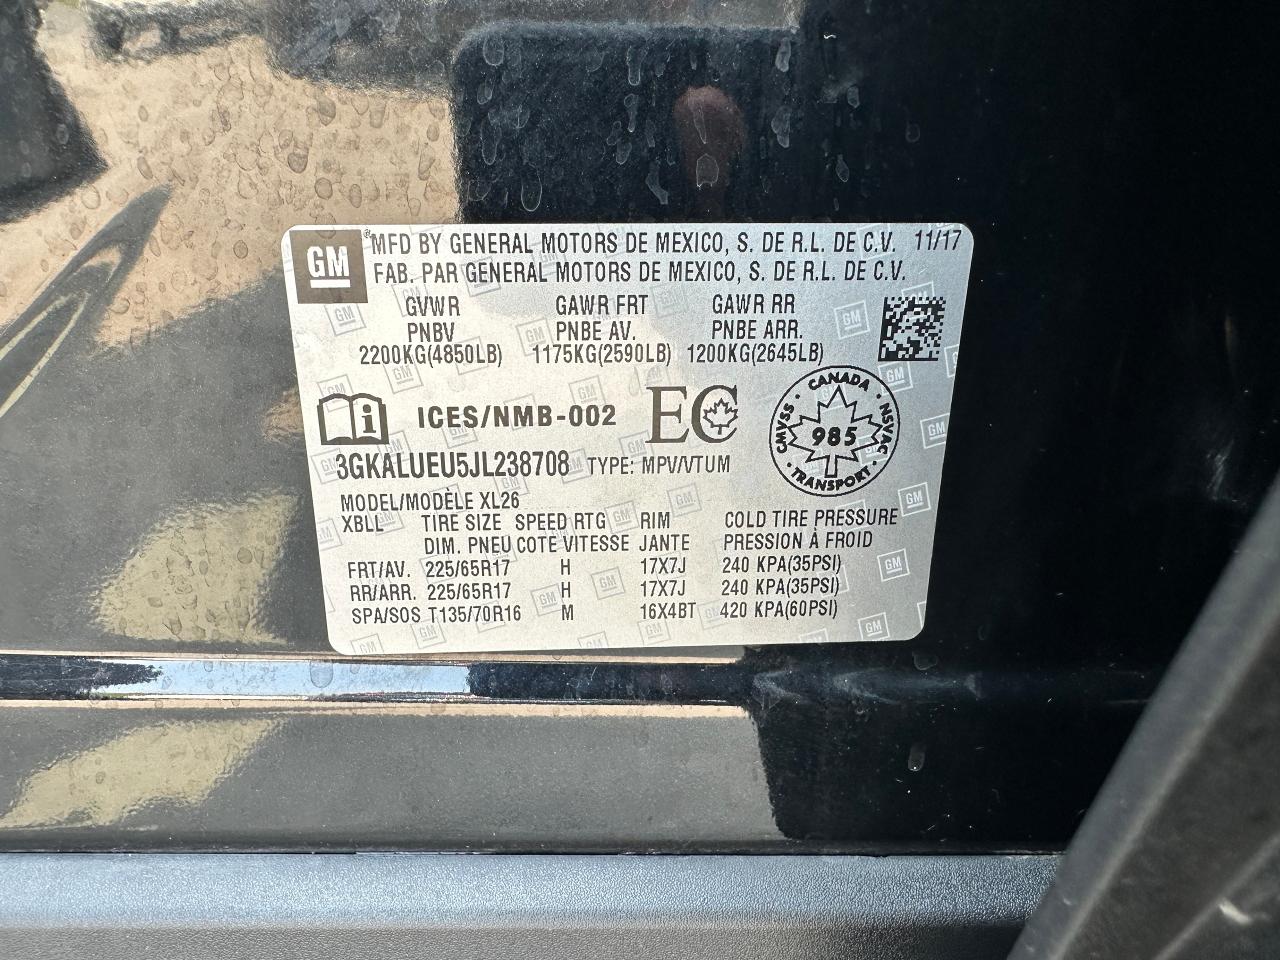 GM ® MFD BY GENERAL MOTORS DE MEXICO, S. DE R.L. DE C.V. 11/17
FAB. PAR GENERAL MOTORS DE MEXICO, S. DE R.L. DE C.V.
GVWR GAWR FRT GAWR RR
PNBV PNBE AV. PNBE ARR.
2200KG(4850LB) 1175KG(2590LB) 1200KG(2645LB)
i ICES/NMB-002 EC
CANADA CMVSS NSVAC 985 TRANSPORT
3GKALUEU5JL238708 TYPE: MPV/VTUM
MODEL/MODÈLE XL26
XBLL TIRE SIZE SPEED RTG RIM COLD TIRE PRESSURE
DIM. PNEU COTE VITESSE JANTE PRESSION À FROID
FRT/AV. 225/65R17 H 17X7J 240 KPA(35PSI)
RR/ARR. 225/65R17 H 17X7J 240 KPA(35PSI)
SPA/SOS T135/70R16 M 16X4BT 420 KPA(60PSI)